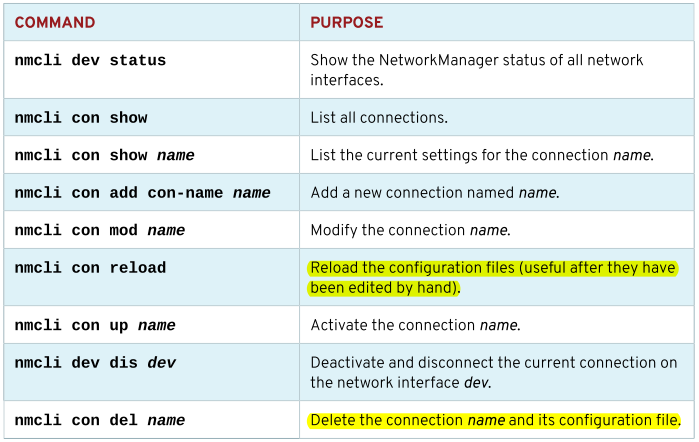 COMMAND PURPOSE
nmcli dev status Show the NetworkManager status of all network
interfaces.
nmcli con show List all connections.
nmcli con show name List the current settings for the connection name.
nmcli con add con-name name Add a new connection named name.
nmcli con mod name Modify the connection name.
nmcli con reload Reload the configuration files (useful after they have
been edited by hand).
nmcli con up name Activate the connection name.
nmcli dev dis dev Deactivate and disconnect the current connection on
the network interface dev.
nmcli con del name Delete the connection name and its configuration file.